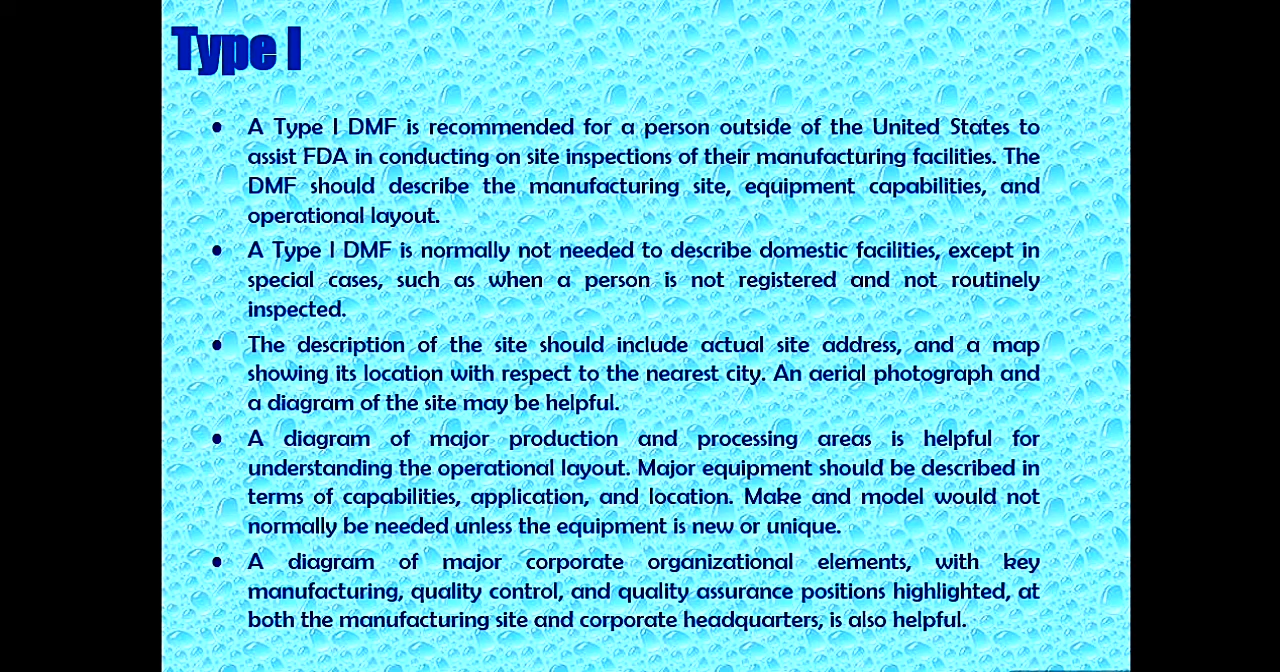 Type I
• A Type I DMF is recommended for a person outside of the United States to
assist FDA in conducting on site inspections of their manufacturing facilities. The
DMF should describe the manufacturing site, equipment capabilities, and
operational layout.
• A Type I DMF is normally not needed to describe domestic facilities, except in
special cases, such as when a person is not registered and not routinely
inspected.
• The description of the site should include actual site address, and a map
showing its location with respect to the nearest city. An aerial photograph and
a diagram of the site may be helpful.
• A diagram of major production and processing areas is helpful for
understanding the operational layout. Major equipment should be described in
terms of capabilities, application, and location. Make and model would not
normally be needed unless the equipment is new or unique.
• A diagram of major corporate organizational elements, with key
manufacturing, quality control, and quality assurance positions highlighted, at
both the manufacturing site and corporate headquarters, is also helpful.